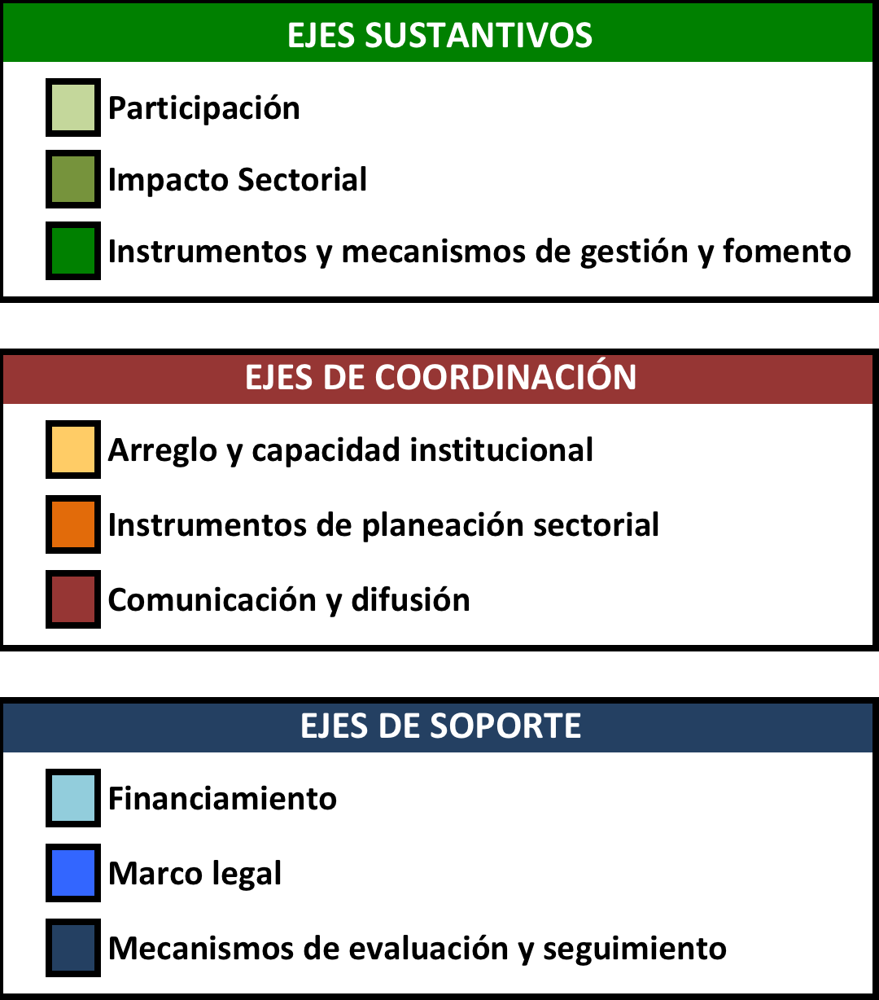 EJES SUSTANTIVOS
Participación
Impacto Sectorial
Instrumentos y mecanismos de gestión y fomento
EJES DE COORDINACIÓN
Arreglo y capacidad institucional
Instrumentos de planeación sectorial
Comunicación y difusión
EJES DE SOPORTE
Financiamiento
Marco legal
Mecanismos de evaluación y seguimiento